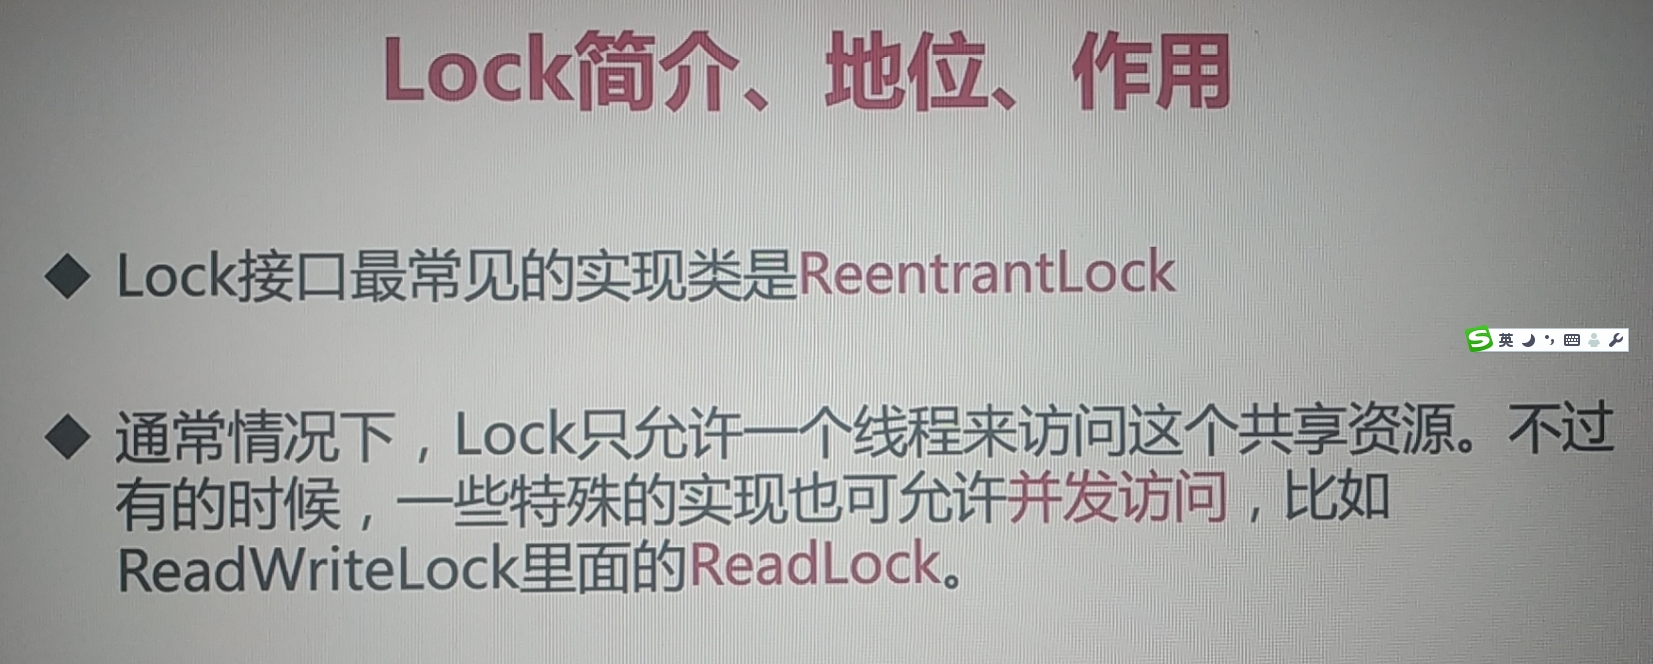 Lock简介、地位、作用
◆ Lock接口最常见的实现类是ReentrantLock
英
◆ 通常情况下，Lock只允许一个线程来访问这个共享资源。不过
有的时候，一些特殊的实现也可允许并发访问，比如
ReadWriteLock里面的ReadLock。